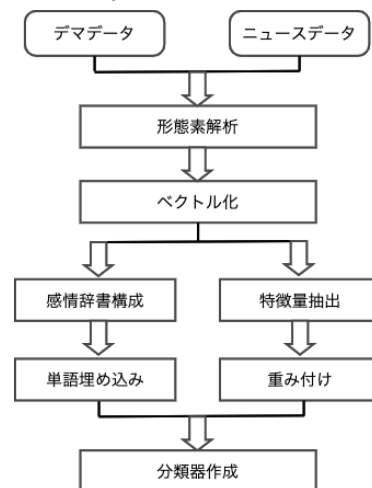 デマデータ
ニュースデータ
形態素解析
ベクトル化
感情辞書構成
特徴量抽出
単語埋め込み
重み付け
分類器作成